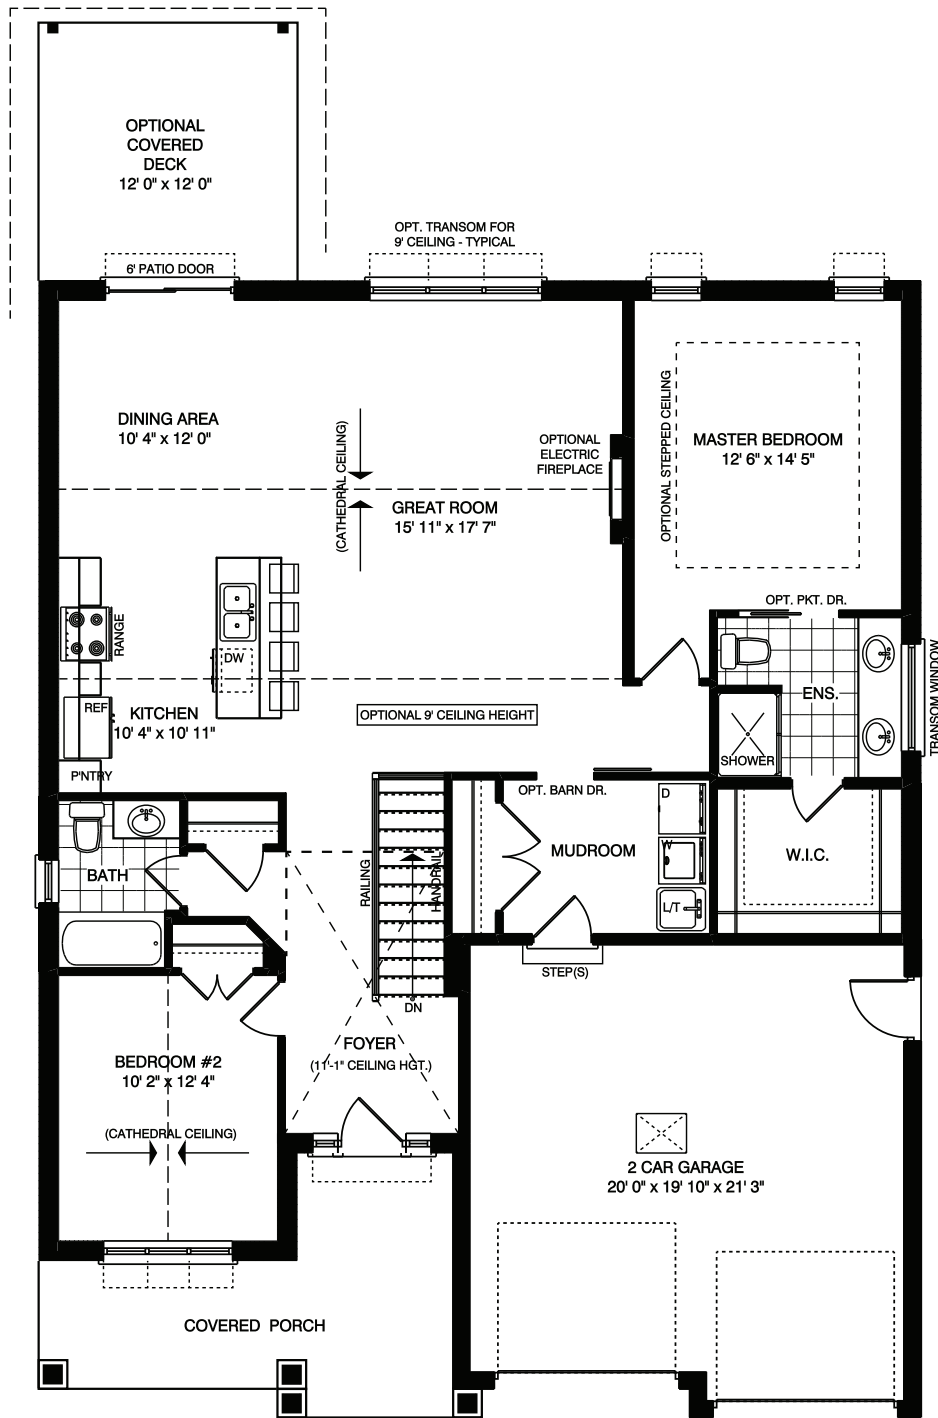 OPTIONAL
COVERED
DECK
12' 0" x 12' 0"
OPT. TRANSOM FOR
9' CEILING - TYPICAL
6' PATIO DOOR
DINING AREA
10' 4" x 12' 0"
(CATHEDRAL CEILING)
OPTIONAL
ELECTRIC
FIREPLACE
GREAT ROOM
15' 11" x 17' 7"
OPTIONAL STEPPED CEILING
MASTER BEDROOM
12' 6" x 14' 5"
OPT. PKT. DR.
RANGE
DW
REF
KITCHEN
10' 4" x 10' 11"
P'NTRY
OPTIONAL 9' CEILING HEIGHT
ENS.
SHOWER
TRANSOM WINDOW
OPT. BARN DR.
D
W
L/T
MUDROOM
W.I.C.
BATH
RAILING
HANDRAIL
DN
STEP(S)
FOYER
(11'-1" CEILING HGT.)
BEDROOM #2
10' 2" x 12' 4"
(CATHEDRAL CEILING)
2 CAR GARAGE
20' 0" x 19' 10" x 21' 3"
COVERED PORCH